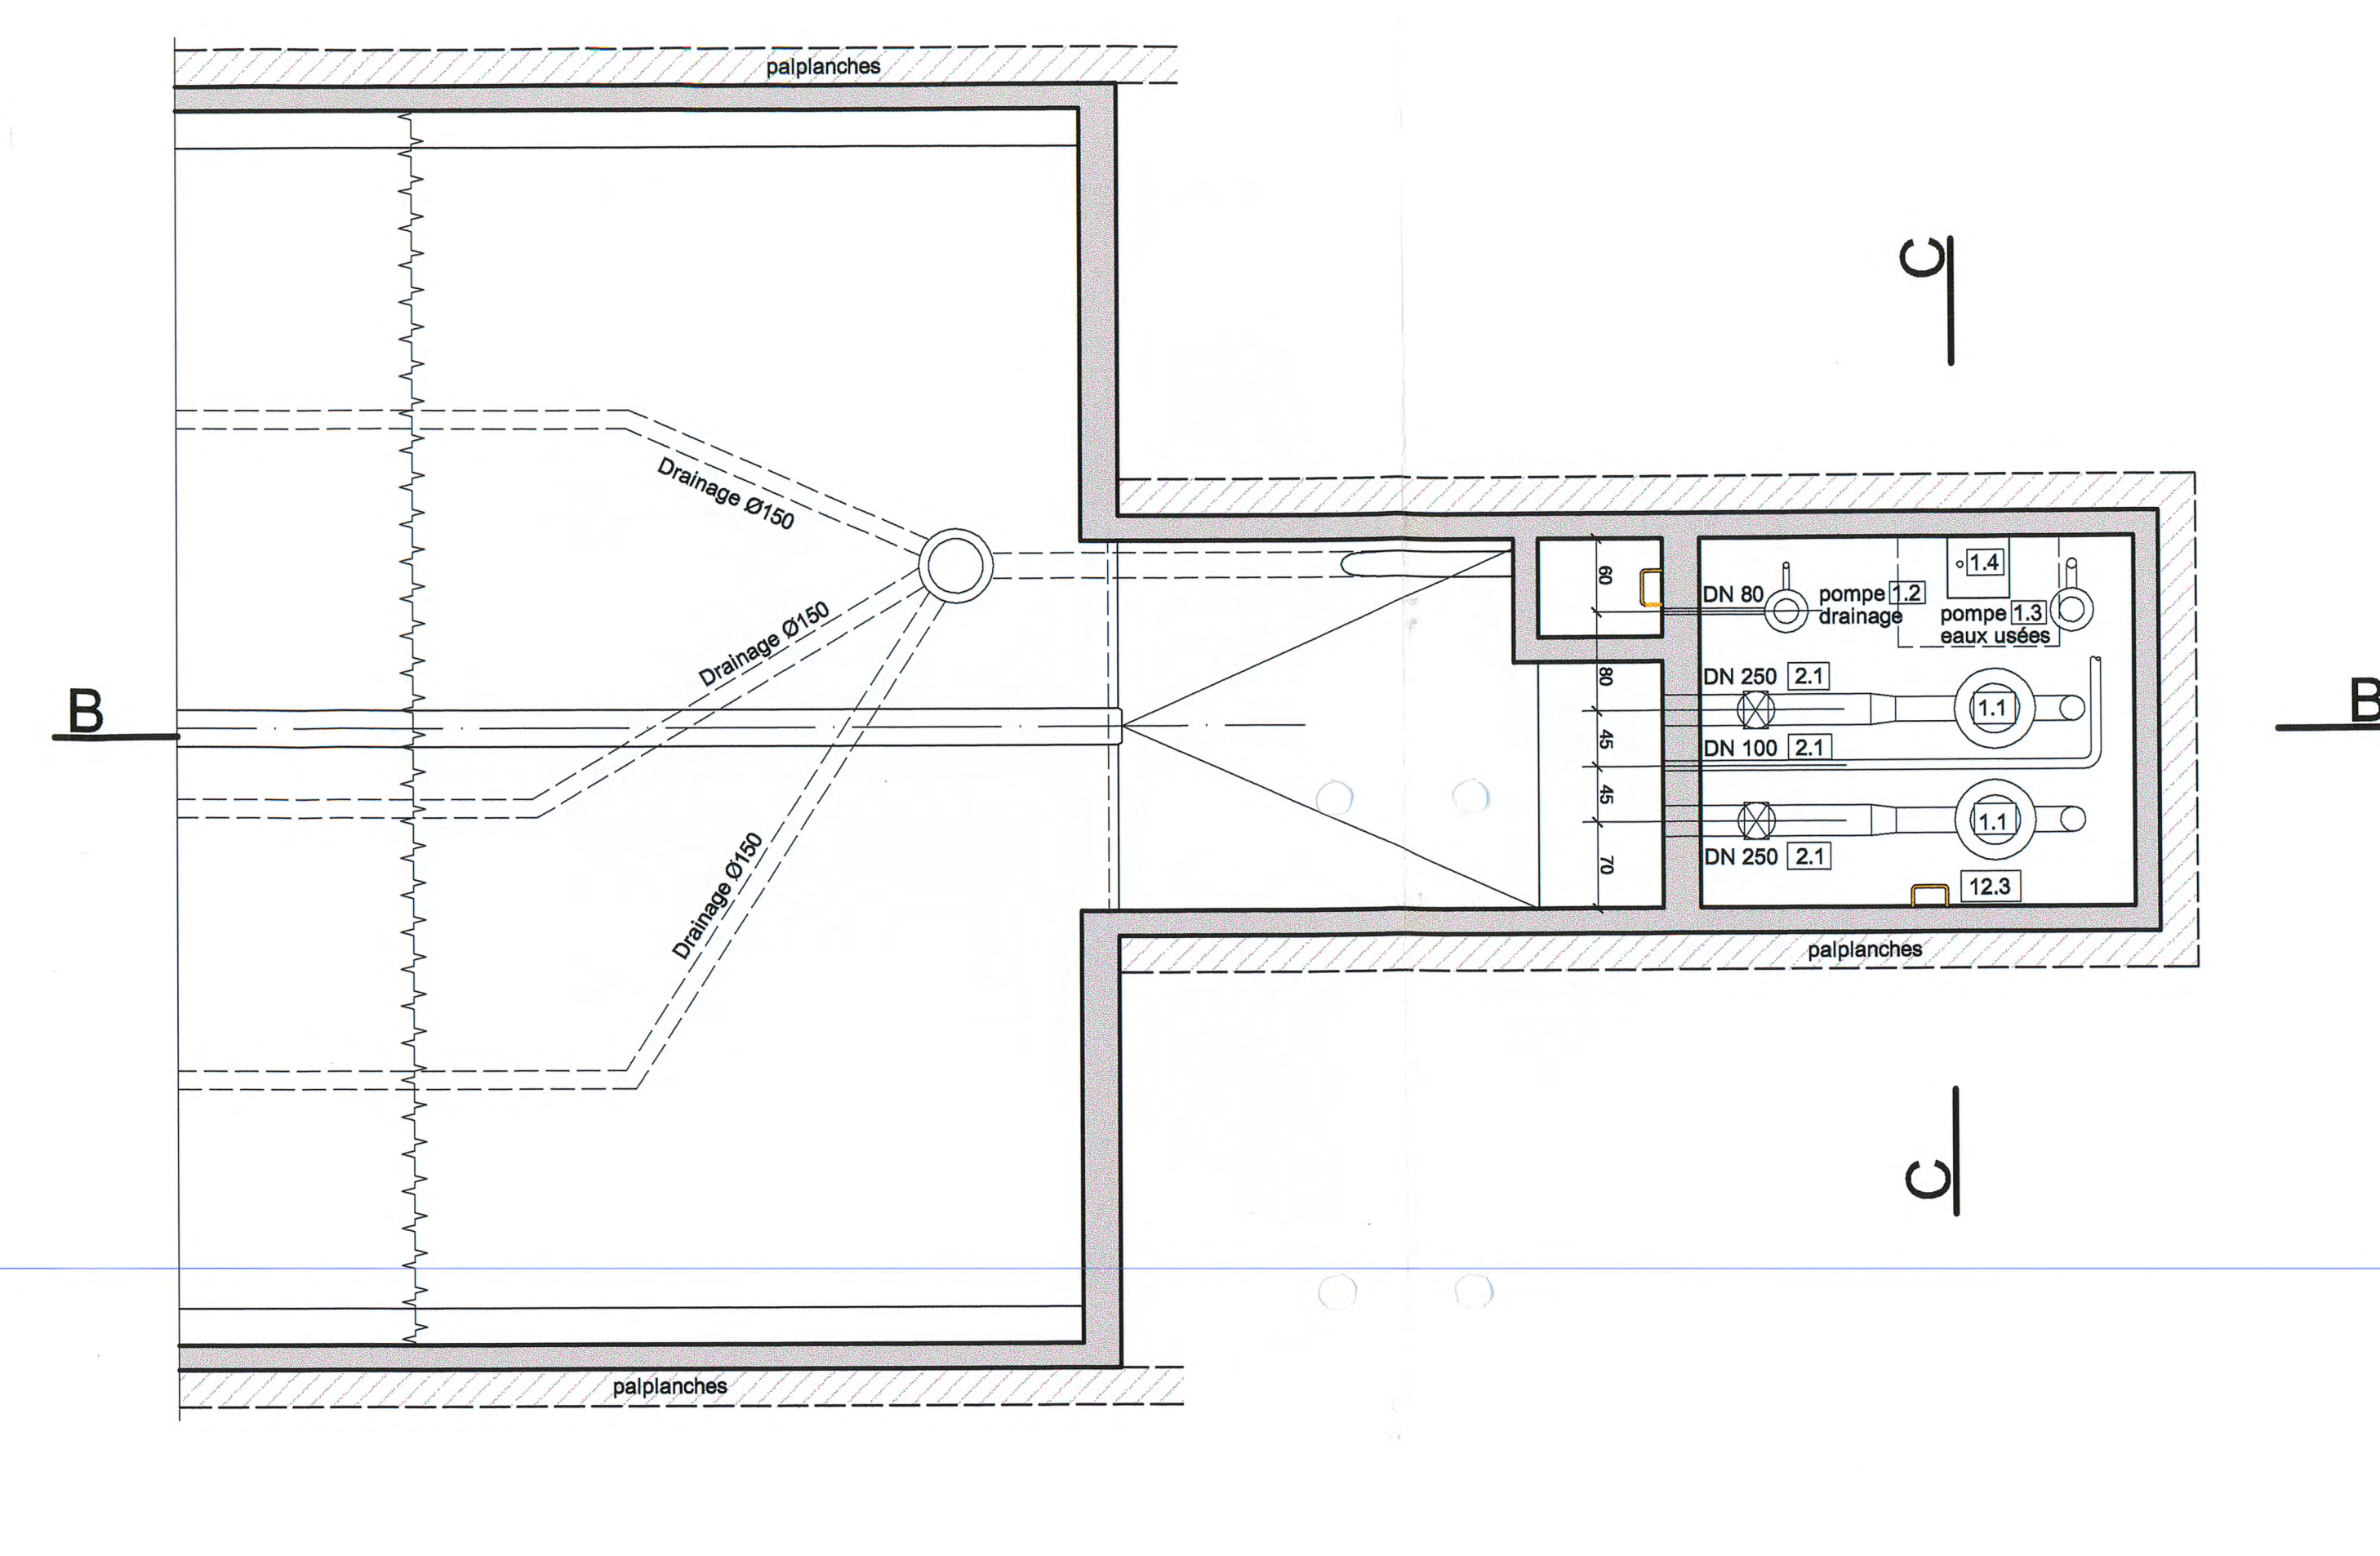 palplanches
C
Drainage Ø150
60
DN 80
pompe 1.2
drainage
1.4
pompe 1.3
eaux usées
Drainage Ø150
80
DN 250 2.1
1.1
B
B
45
DN 100 2.1
45
1.1
DN 250 2.1
70
12.3
Drainage Ø150
palplanches
C
palplanches